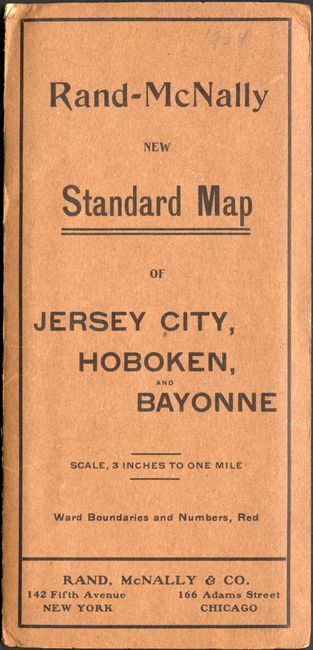 Rand-McNally
NEW
Standard Map
OF
JERSEY CITY,
HOBOKEN,
AND
BAYONNE
SCALE, 3 INCHES TO ONE MILE
Ward Boundaries and Numbers, Red
RAND, McNALLY & CO.
142 Fifth Avenue 166 Adams Street
NEW YORK CHICAGO